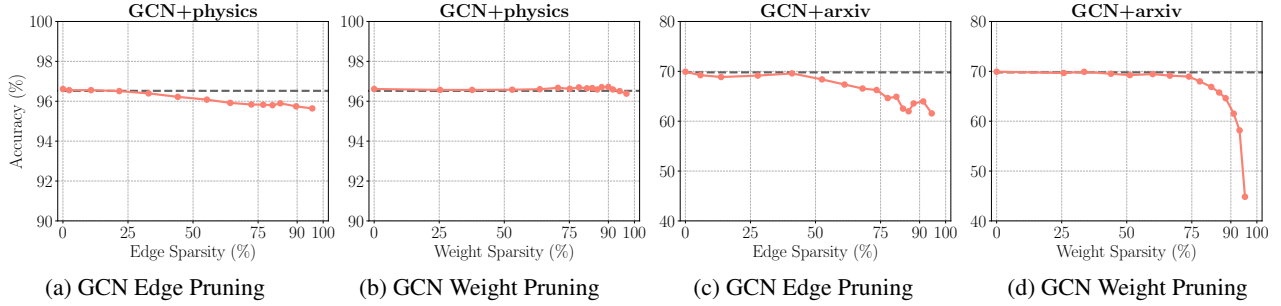 GCN+physics
100
98
96
94
92
90
Accuracy (%)
0 25 50 75 90 100
Edge Sparsity (%)
(a) GCN Edge Pruning
GCN+physics
100
98
96
94
92
90
0 25 50 75 90 100
Weight Sparsity (%)
(b) GCN Weight Pruning
GCN+arxiv
80
70
60
50
40
0 25 50 75 90 100
Edge Sparsity (%)
(c) GCN Edge Pruning
GCN+arxiv
80
70
60
50
40
0 25 50 75 90 100
Weight Sparsity (%)
(d) GCN Weight Pruning